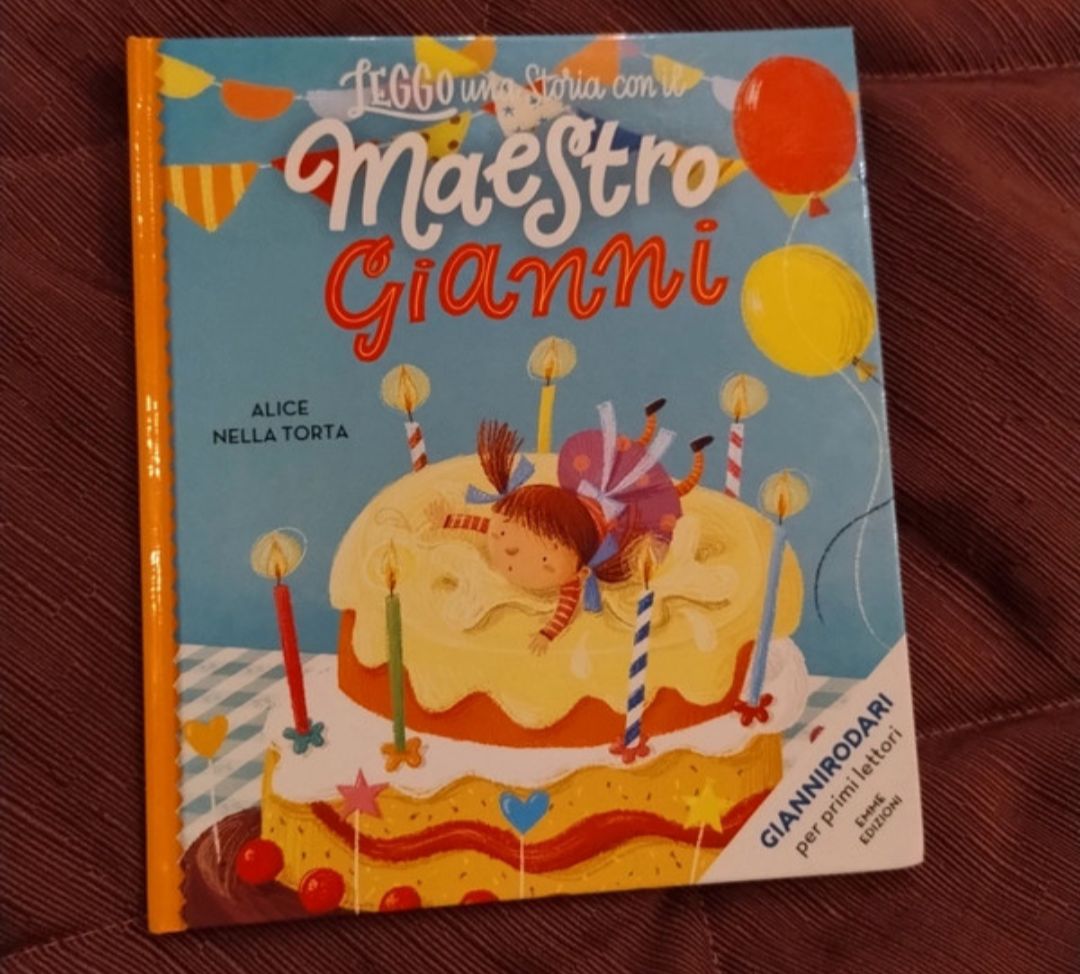 LEGGO una Storia con il
Maestro
Gianni
ALICE
NELLA TORTA
GIANNIRODARI
per primi lettori
EMME
EDIZIONI